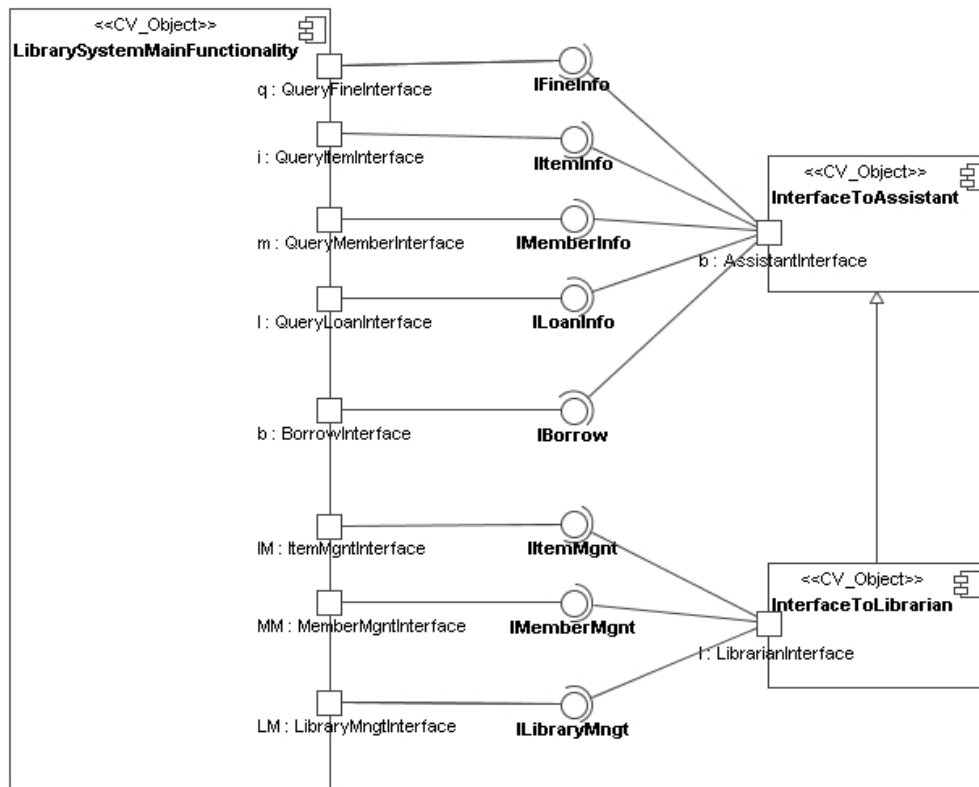 <<CV_Object>>
LibrarySystemMainFunctionality
q : QueryFineInterface
IFineInfo
i : QueryItemInterface
IItemInfo
<<CV_Object>>
InterfaceToAssistant
m : QueryMemberInterface
IMemberInfo
b : AssistantInterface
l : QueryLoanInterface
ILoanInfo
b : BorrowInterface
IBorrow
IM : ItemMgntInterface
IItemMgnt
<<CV_Object>>
InterfaceToLibrarian
MM : MemberMgntInterface
IMemberMgnt
l : LibrarianInterface
LM : LibraryMngtInterface
ILibraryMngt